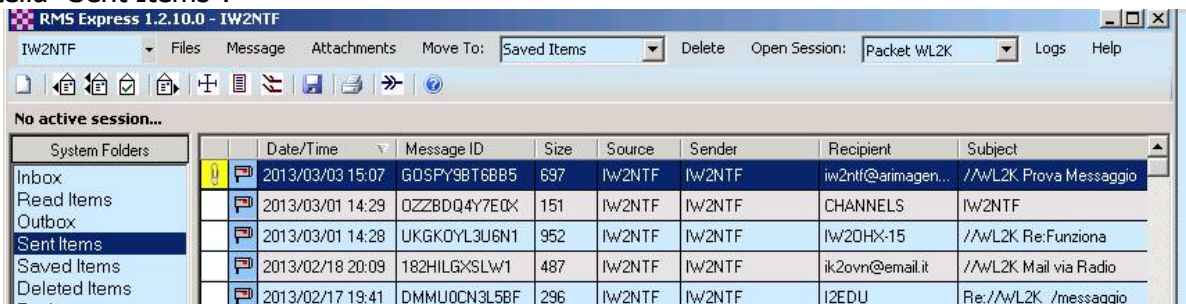 RMS Express 1.2.10.0 - IW2NTF
IW2NTF Files Message Attachments Move To: Saved Items Delete Open Session: Packet WL2K Logs Help
No active session...
System Folders Date/Time Message ID Size Source Sender Recipient Subject
Inbox 2013/03/03 15:07 GOSPY9BT6BB5 697 IW2NTF IW2NTF iw2ntf@arimagen... //WL2K Prova Messaggio
Read Items 2013/03/01 14:29 OZZBDQ4Y7E0X 151 IW2NTF IW2NTF CHANNELS IW2NTF
Outbox
Sent Items 2013/03/01 14:28 UKGKOYL3U6N1 952 IW2NTF IW2NTF IW2OHX-15 //WL2K Re:Funziona
Saved Items 2013/02/18 20:09 182HILGXSLW1 487 IW2NTF IW2NTF ik2ovn@email.it //WL2K Mail via Radio
Deleted Items 2013/02/17 19:41 DMMU0CN3L5BF 296 IW2NTF IW2NTF I2EDU Re://WL2K /messaggio